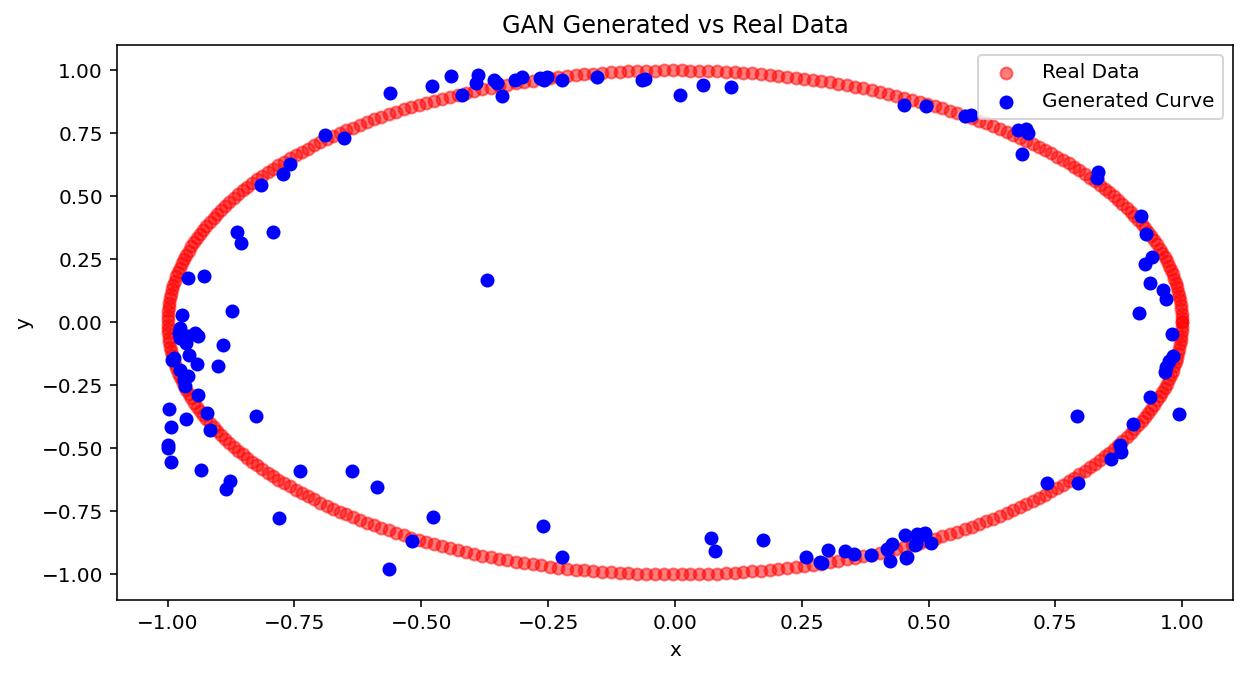 GAN Generated vs Real Data
Real Data
Generated Curve
1.00
0.75
0.50
0.25
0.00
−0.25
−0.50
−0.75
−1.00
y
−1.00 −0.75 −0.50 −0.25 0.00 0.25 0.50 0.75 1.00
x